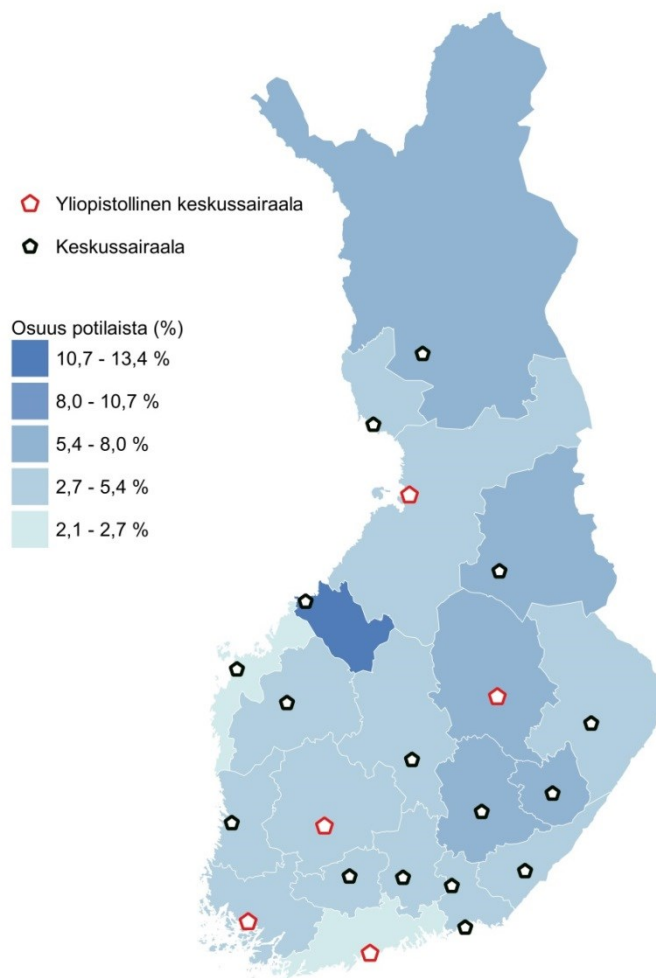 Yliopistollinen keskussairaala
Keskussairaala
Osuus potilaista (%)
10,7 - 13,4 %
8,0 - 10,7 %
5,4 - 8,0 %
2,7 - 5,4 %
2,1 - 2,7 %